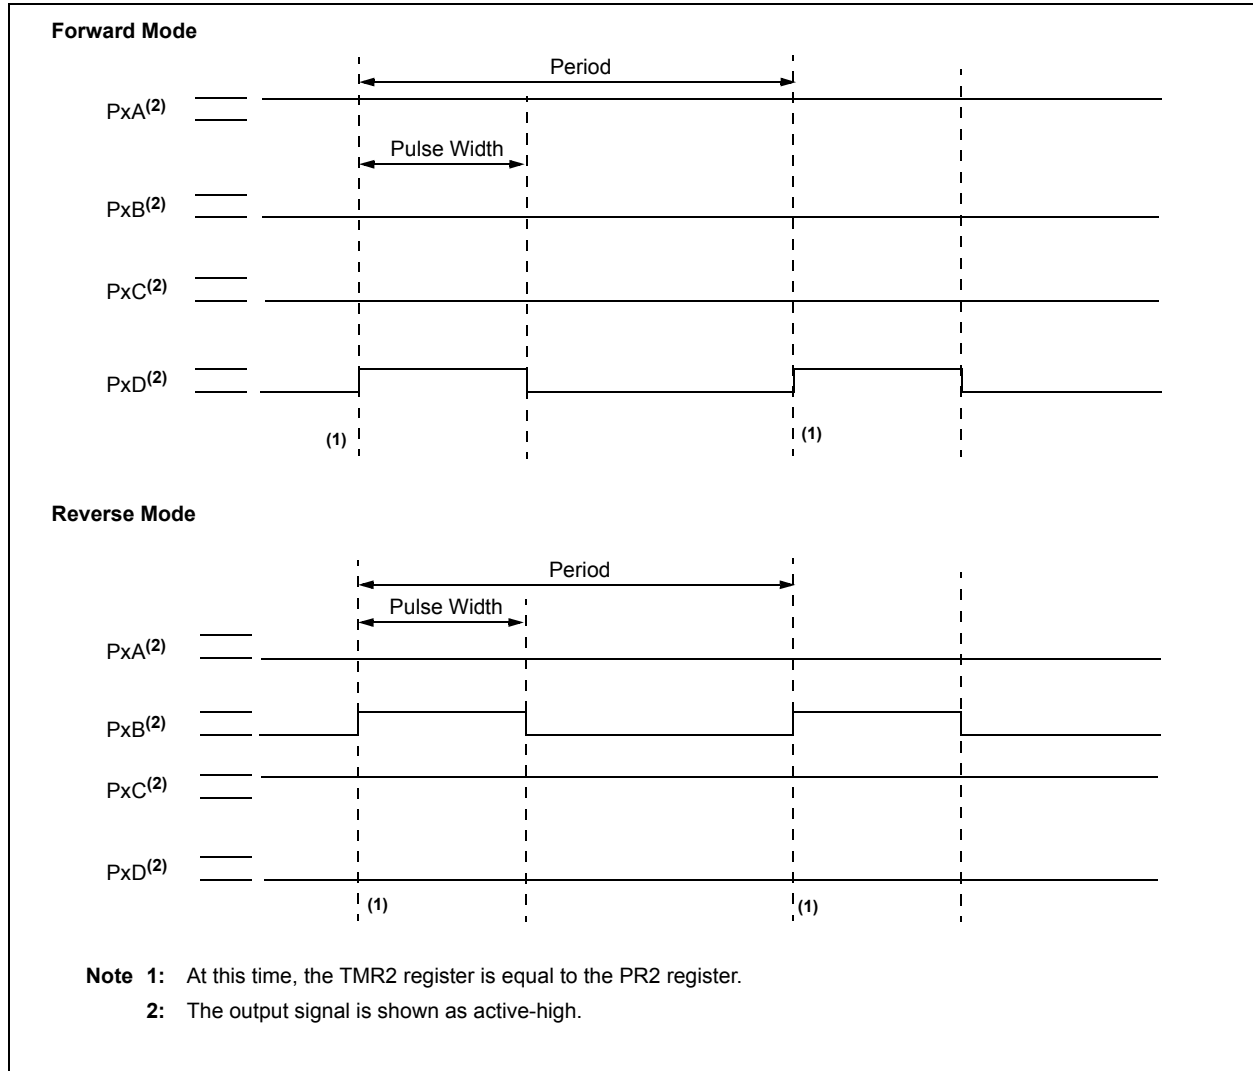 Forward Mode
Period
PxA(2)
Pulse Width
PxB(2)
PxC(2)
PxD(2)
(1)
(1)
Reverse Mode
Period
Pulse Width
PxA(2)
PxB(2)
PxC(2)
PxD(2)
(1)
(1)
Note 1: At this time, the TMR2 register is equal to the PR2 register.
2: The output signal is shown as active-high.